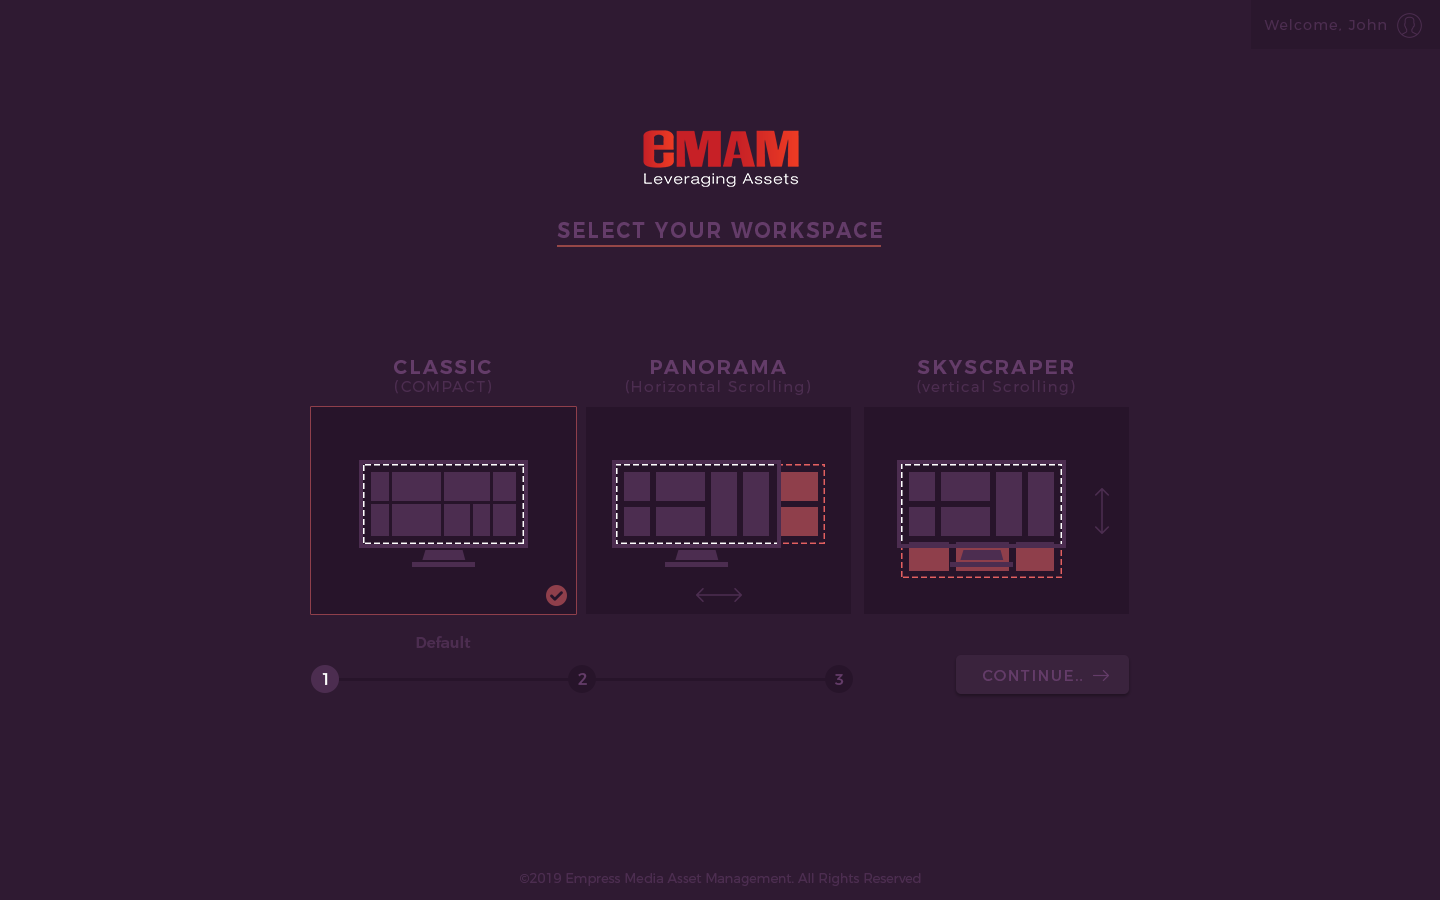 Welcome, John
eMAM
Leveraging Assets
SELECT YOUR WORKSPACE
CLASSIC
(COMPACT)
PANORAMA
(Horizontal Scrolling)
SKYSCRAPER
(vertical Scrolling)
Default
1
2
3
CONTINUE..
©2019 Empress Media Asset Management. All Rights Reserved